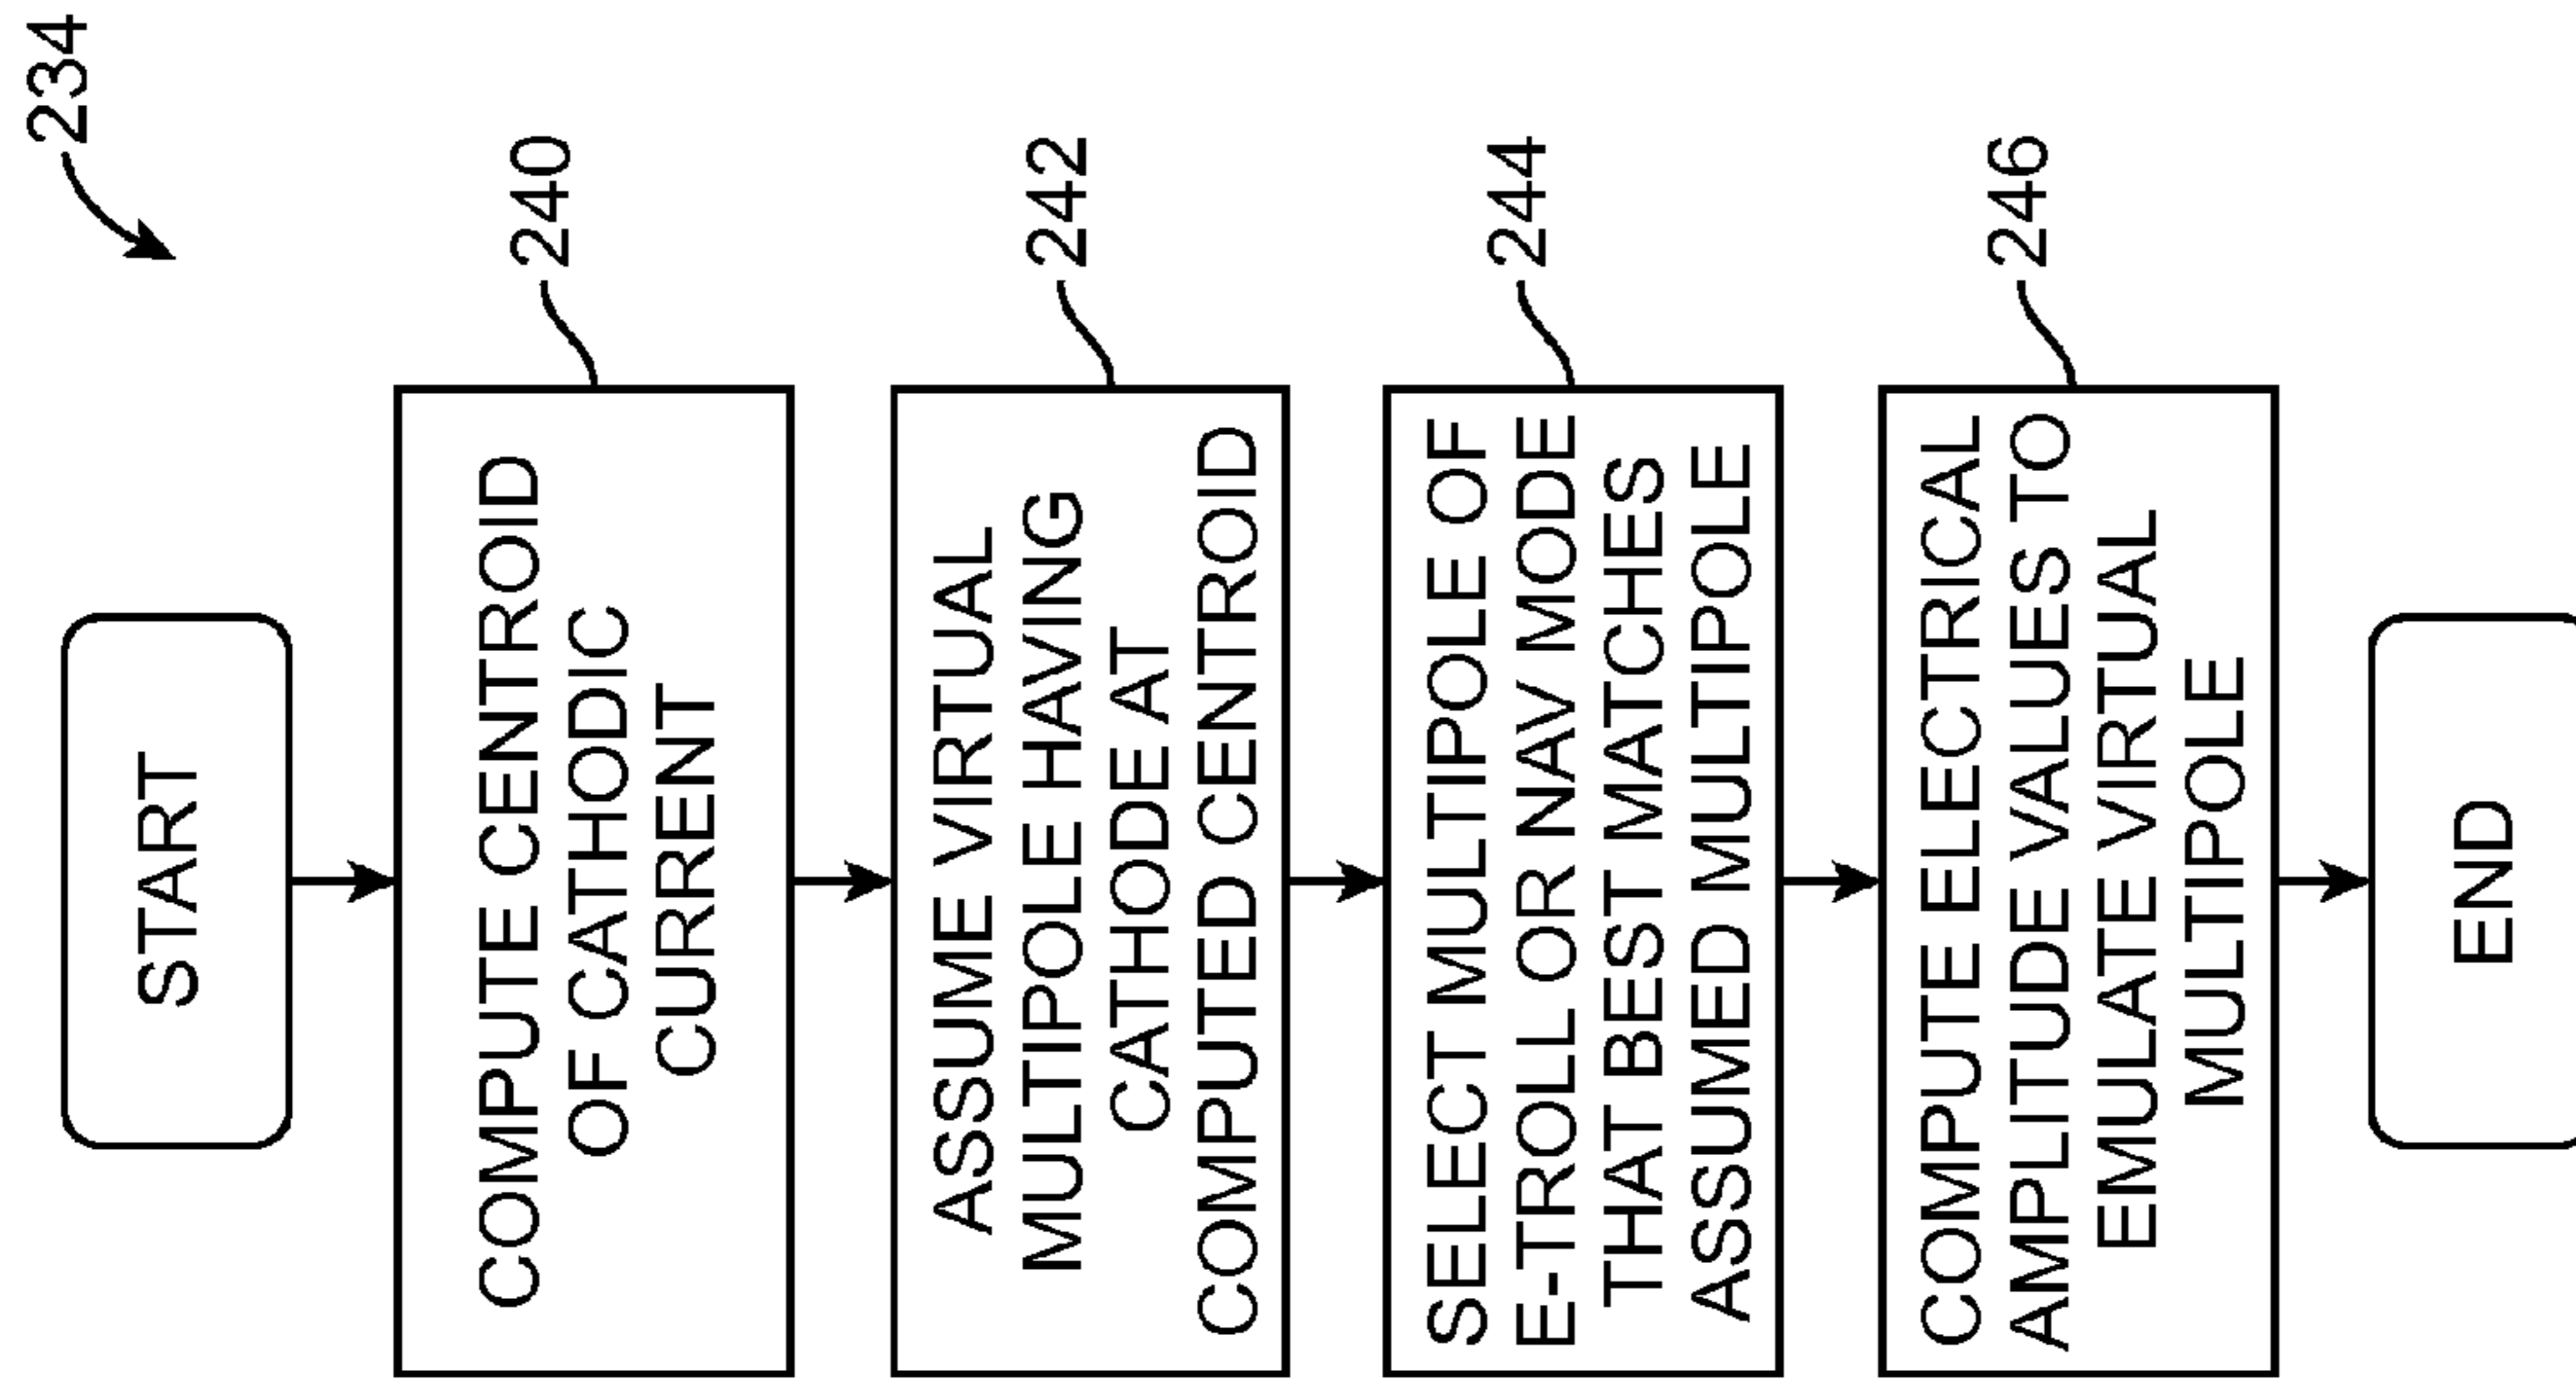 234
START
COMPUTE CENTROID
OF CATHODIC
CURRENT
240
ASSUME VIRTUAL
MULTIPOLE HAVING
CATHODE AT
COMPUTED CENTROID
242
SELECT MULTIPOLE OF
E-TROLL OR NAV MODE
THAT BEST MATCHES
ASSUMED MULTIPOLE
244
COMPUTE ELECTRICAL
AMPLITUDE VALUES TO
EMULATE VIRTUAL
MULTIPOLE
246
END